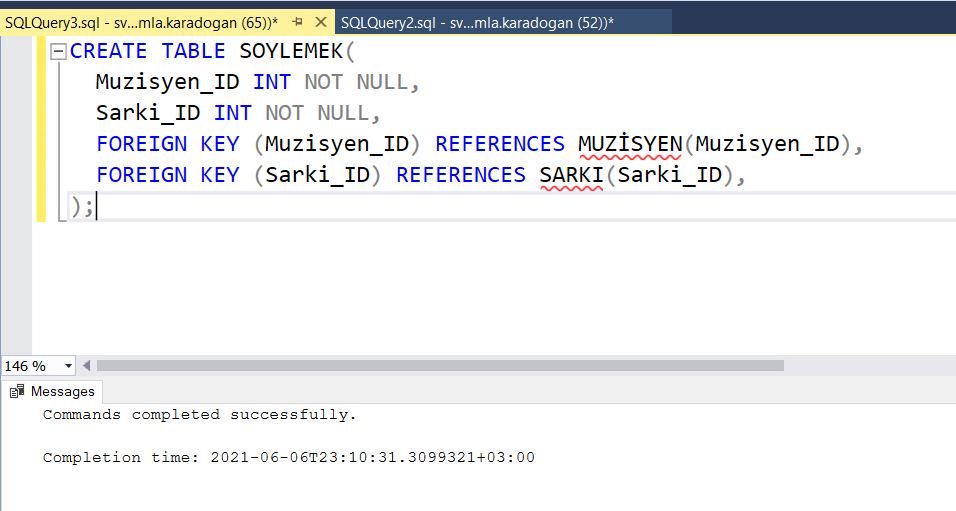 SQLQuery3.sql - sv...mla.karadogan (65))* SQLQuery2.sql - sv...mla.karadogan (52))*
CREATE TABLE SOYLEMEK(
Muzisyen_ID INT NOT NULL,
Sarki_ID INT NOT NULL,
FOREIGN KEY (Muzisyen_ID) REFERENCES MUZİSYEN(Muzisyen_ID),
FOREIGN KEY (Sarki_ID) REFERENCES SARKI(Sarki_ID),
);
146 %
Messages
Commands completed successfully.
Completion time: 2021-06-06T23:10:31.3099321+03:00